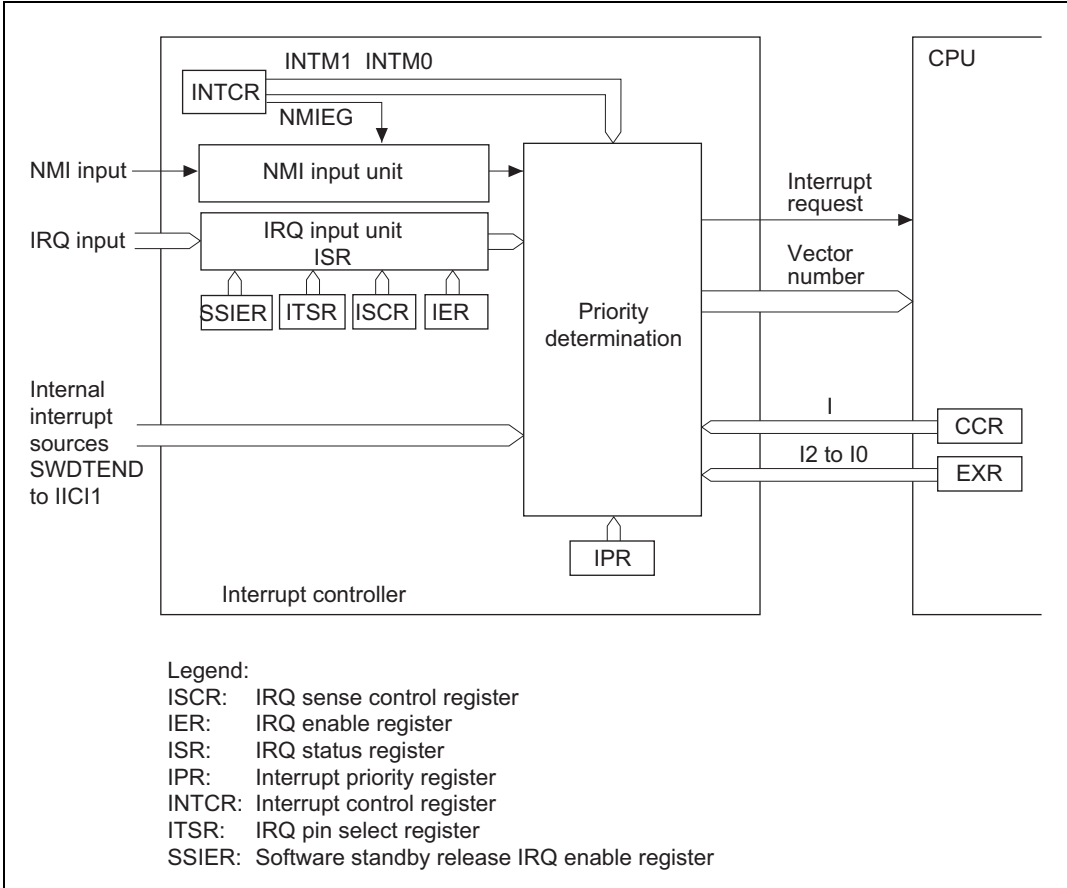 INTM1 INTM0
CPU
INTCR
NMIEG
NMI input
NMI input unit
Interrupt
request
IRQ input
IRQ input unit
ISR
Vector
number
SSIER ITSR ISCR IER
Priority
determination
Internal
interrupt
sources
SWDTEND
to IICI1
I
CCR
I2 to I0
EXR
IPR
Interrupt controller
Legend:
ISCR: IRQ sense control register
IER: IRQ enable register
ISR: IRQ status register
IPR: Interrupt priority register
INTCR: Interrupt control register
ITSR: IRQ pin select register
SSIER: Software standby release IRQ enable register